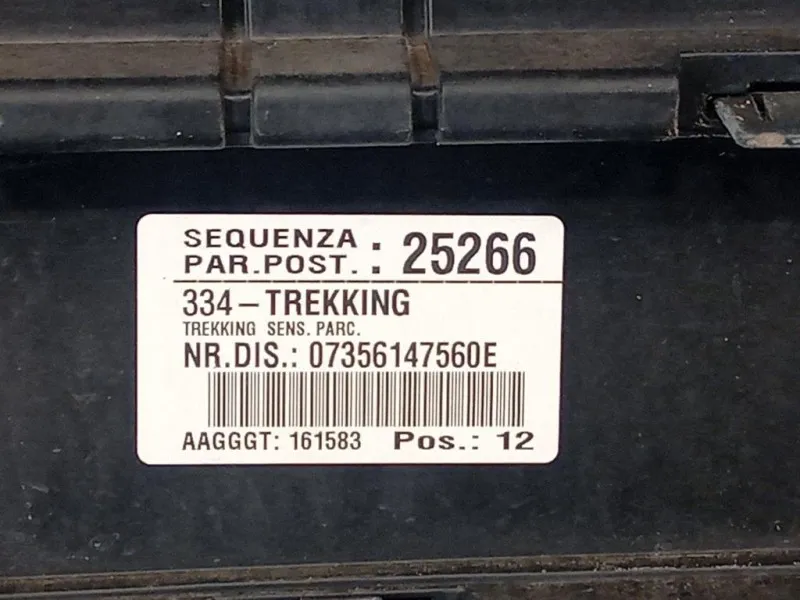 SEQUENZA
PAR.POST. : 25266
334-TREKKING
TREKKING SENS. PARC.
NR.DIS.: 07356147560E
AAGGGT: 161583 Pos.: 12